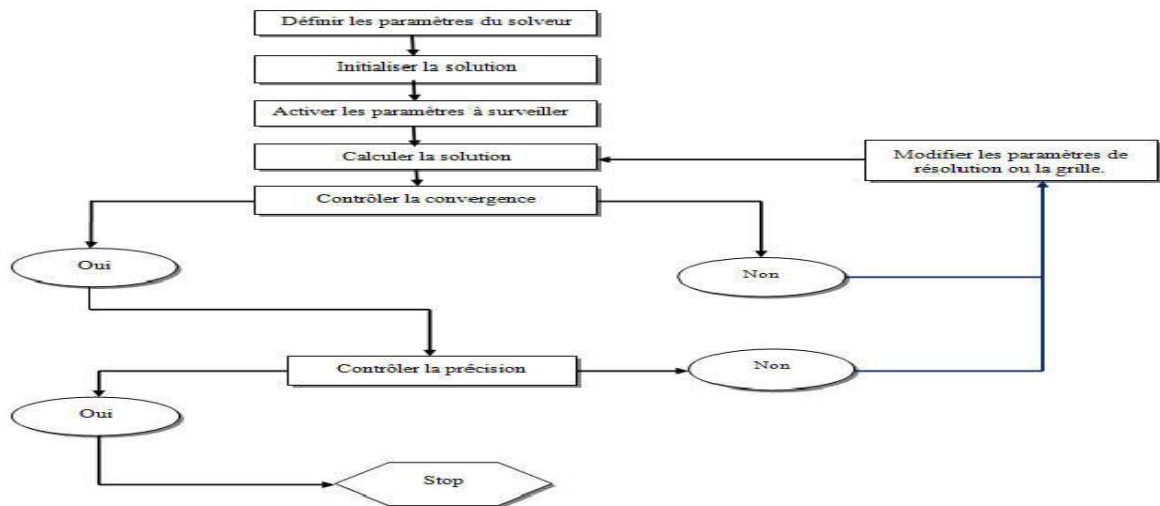 Définir les paramètres du solveur
Initialiser la solution
Activer les paramètres à surveiller
Calculer la solution
Modifier les paramètres de
résolution ou la grille.
Contrôler la convergence
Oui
Non
Contrôler la précision
Non
Oui
Stop